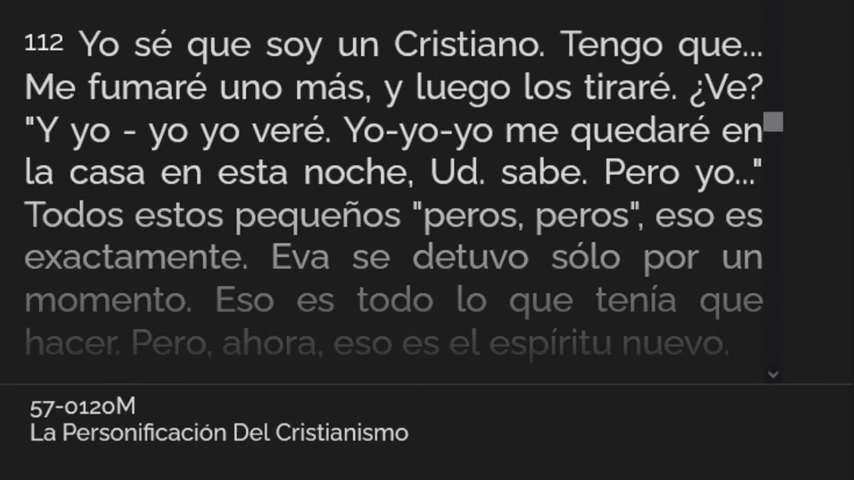 112 Yo sé que soy un Cristiano. Tengo que...
Me fumaré uno más, y luego los tiraré. ¿Ve?
"Y yo - yo yo veré. Yo-yo-yo me quedaré en
la casa en esta noche, Ud. sabe. Pero yo..."
Todos estos pequeños "peros, peros", eso es
exactamente. Eva se detuvo sólo por un
momento. Eso es todo lo que tenía que
hacer. Pero, ahora, eso es el espíritu nuevo.
57-0120M
La Personificación Del Cristianismo